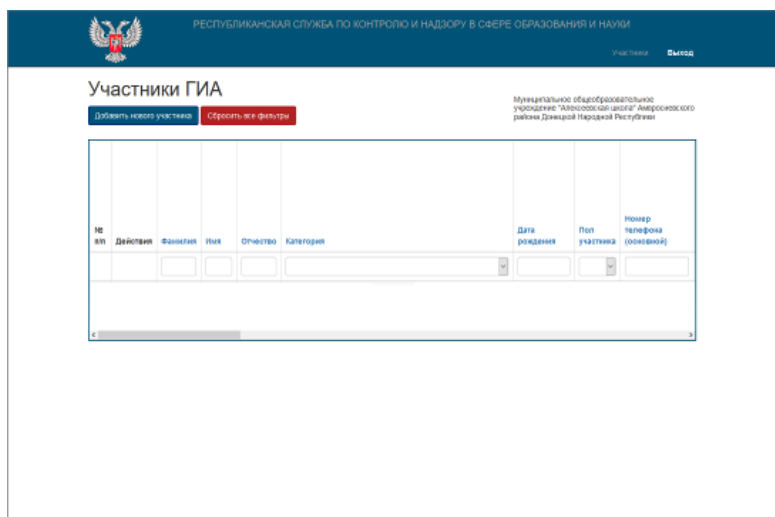 РЕСПУБЛИКАНСКАЯ СЛУЖБА ПО КОНТРОЛЮ И НАДЗОРУ В СФЕРЕ ОБРАЗОВАНИЯ И НАУКИ
Участники Выход
Участники ГИА
Добавить нового участника Сбросить все фильтры
Муниципальное общеобразовательное
учреждение "Алексеевская школа" Амвросиевского
района Донецкой Народной Республики
№ п/п Действия Фамилия Имя Отчество Категория Дата рождения Пол участника Номер телефона (основной)